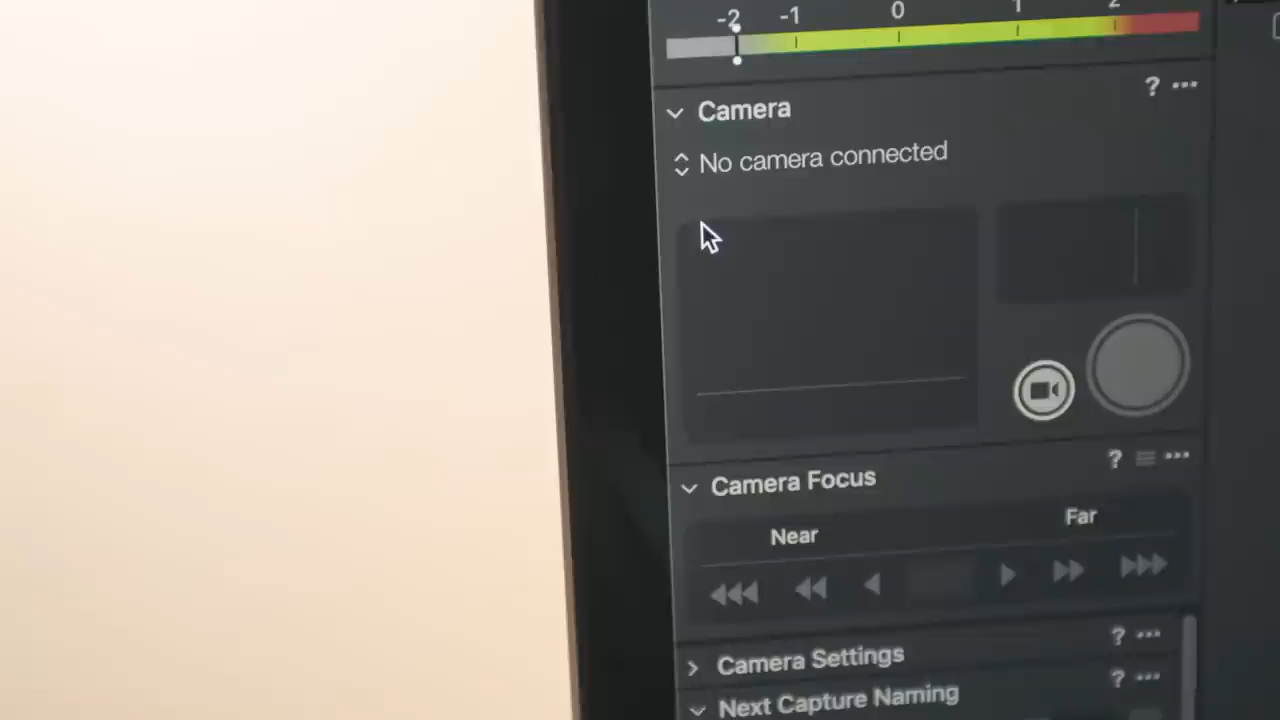 -2 -1 0 1 2
Camera ? •••
No camera connected
Camera Focus ? •••
Near Far
Camera Settings ? •••
Next Capture Naming ? •••